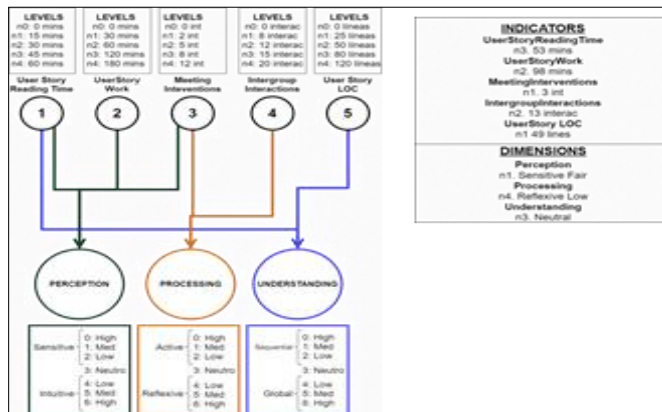 LEVELS
n0: 0 mins
n1: 15 mins
n2: 30 mins
n3: 45 mins
n4: 60 mins
User Story
Reading Time
1
LEVELS
n0: 0 mins
n1: 30 mins
n2: 60 mins
n3: 120 mins
n4: 180 mins
UserStory
Work
2
LEVELS
n0: 0 int
n1: 2 int
n2: 5 int
n3: 8 int
n4: 12 int
Meeting
Interventions
3
LEVELS
n0: 0 interac
n1: 8 interac
n2: 12 interac
n3: 15 interac
n4: 20 interac
Intergroup
Interactions
4
LEVELS
n0: 0 lineas
n1: 25 lineas
n2: 50 lineas
n3: 80 lineas
n4: 120 lineas
User Story
LOC
5
PERCEPTION
PROCESSING
UNDERSTANDING
Sensitive
0: High
1: Med
2: Low
3: Neutro
Intuitive
4: Low
5: Med
6: High
Active
0: High
1: Med
2: Low
3: Neutro
Reflexive
4: Low
5: Med
6: High
Sequential
0: High
1: Med
2: Low
3: Neutro
Global
4: Low
5: Med
6: High
INDICATORS
UserStoryReadingTime
n3. 53 mins
UserStoryWork
n2. 98 mins
MeetingInterventions
n1. 3 int
IntergroupInteractions
n2. 13 interac
UserStory LOC
n1 49 lines
DIMENSIONS
Perception
n1. Sensitive Fair
Processing
n4. Reflexive Low
Understanding
n3. Neutral